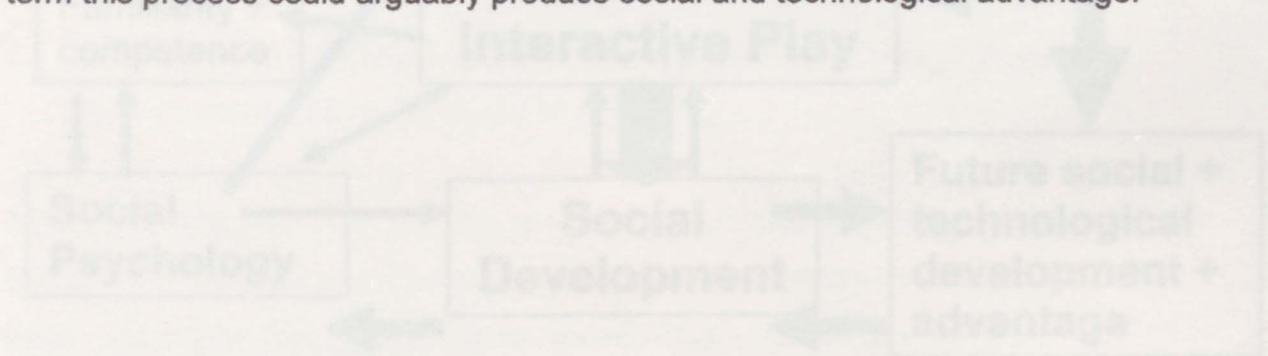 term this process could arguably produce social and technological advantage.
competence
Interactive Play
Social
Psychology
Social
Development
Future social +
technological
development +
advantage